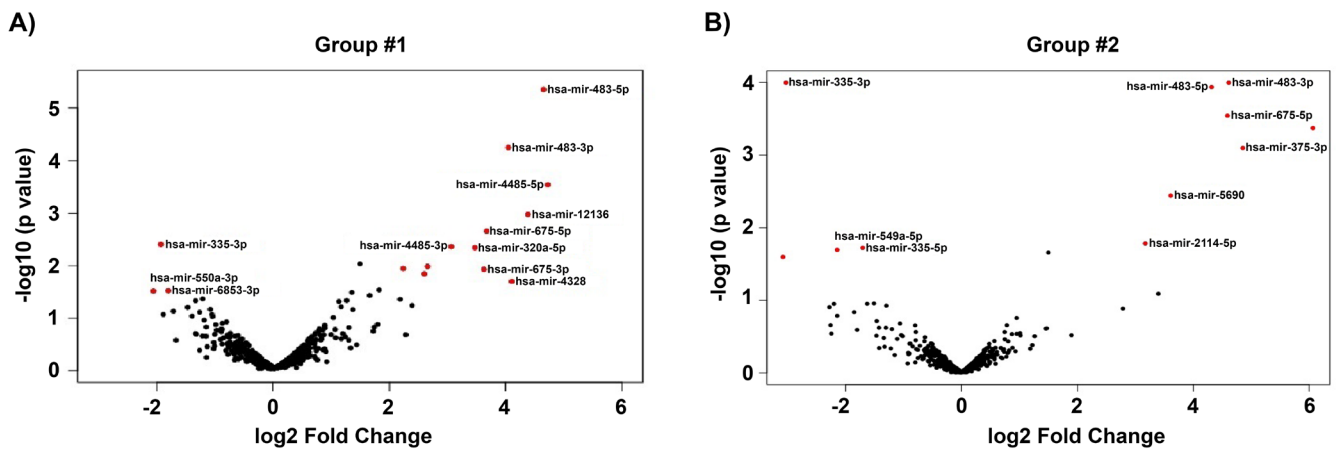 A)
Group #1
-log10 (p value)
5
4
3
2
1
0
hsa-mir-483-5p
hsa-mir-483-3p
hsa-mir-4485-5p
hsa-mir-12136
hsa-mir-675-5p
hsa-mir-4485-3p
hsa-mir-320a-5p
hsa-mir-335-3p
hsa-mir-675-3p
hsa-mir-550a-3p
hsa-mir-4328
hsa-mir-6853-3p
-2
0
2
4
6
log2 Fold Change
B)
Group #2
-log10 (p value)
4
3
2
1
0
hsa-mir-335-3p
hsa-mir-483-3p
hsa-mir-483-5p
hsa-mir-675-5p
hsa-mir-375-3p
hsa-mir-5690
hsa-mir-549a-5p
hsa-mir-335-5p
hsa-mir-2114-5p
-2
0
2
4
6
log2 Fold Change